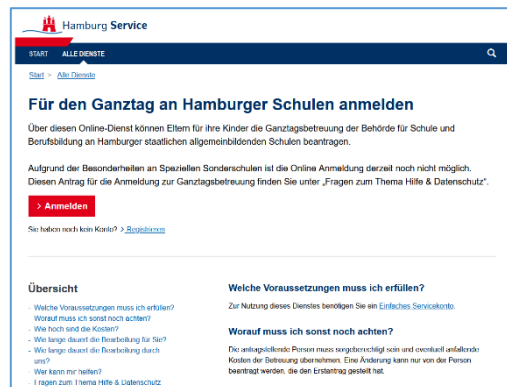 Hamburg Service
START ALLE DIENSTE
Start > Alle Dienste
Für den Ganztag an Hamburger Schulen anmelden
Über diesen Online-Dienst können Eltern für ihre Kinder die Ganztagsbetreuung der Behörde für Schule und
Berufsbildung an Hamburger staatlichen allgemeinbildenden Schulen beantragen.
Aufgrund der Besonderheiten an Speziellen Sonderschulen ist die Online Anmeldung derzeit noch nicht möglich.
Diesen Antrag für die Anmeldung zur Ganztagsbetreuung finden Sie unter „Fragen zum Thema Hilfe & Datenschutz“.
> Anmelden
Sie haben noch kein Konto? > Registrieren
Übersicht
- Welche Voraussetzungen muss ich erfüllen?
Worauf muss ich sonst noch achten?
- Wie hoch sind die Kosten?
- Wie lange dauert die Bearbeitung für Sie?
- Wie lange dauert die Bearbeitung durch
uns?
- Wer kann mir helfen?
- Fragen zum Thema Hilfe & Datenschutz
Welche Voraussetzungen muss ich erfüllen?
Zur Nutzung dieses Dienstes benötigen Sie ein Einfaches Servicekonto.
Worauf muss ich sonst noch achten?
Die antragstellende Person muss sorgeberechtigt sein und eventuell anfallende
Kosten der Betreuung übernehmen. Eine Änderung kann nur von der Person
beantragt werden, die den Erstantrag gestellt hat.